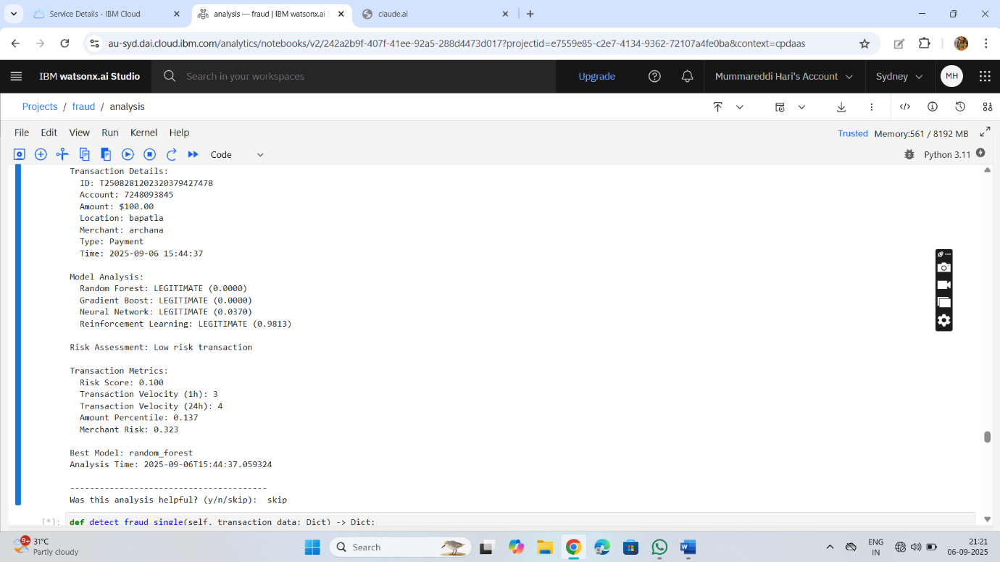 Service Details - IBM Cloud
analysis — fraud | IBM watsonx.ai S
claude.ai
au-syd.dai.cloud.ibm.com/analytics/notebooks/v2/242a2b9f-407f-41ee-92a5-288d4473d017?projectid=e7559e85-c2e7-4134-9362-72107a4fe0ba&context=cpdaas
IBM watsonx.ai Studio
Search in your workspaces
Upgrade
Mummareddi Hari's Account
Sydney
MH
Projects / fraud / analysis
File Edit View Run Kernel Help
Trusted Memory:561 / 8192 MB
Code
Python 3.11
Transaction Details:
ID: T2508281202320379427478
Account: 7248093845
Amount: $100.00
Location: bapatla
Merchant: archana
Type: Payment
Time: 2025-09-06 15:44:37
Model Analysis:
Random Forest: LEGITIMATE (0.0000)
Gradient Boost: LEGITIMATE (0.0000)
Neural Network: LEGITIMATE (0.0370)
Reinforcement Learning: LEGITIMATE (0.9813)
Risk Assessment: Low risk transaction
Transaction Metrics:
Risk Score: 0.100
Transaction Velocity (1h): 3
Transaction Velocity (24h): 4
Amount Percentile: 0.137
Merchant Risk: 0.323
Best Model: random_forest
Analysis Time: 2025-09-06T15:44:37.059324
----------------------------------------
Was this analysis helpful? (y/n/skip): skip
[*]: def detect_fraud_single(self, transaction_data: Dict) -> Dict:
9+
31°C
Partly cloudy
Search
ENG
IN
21:21
06-09-2025